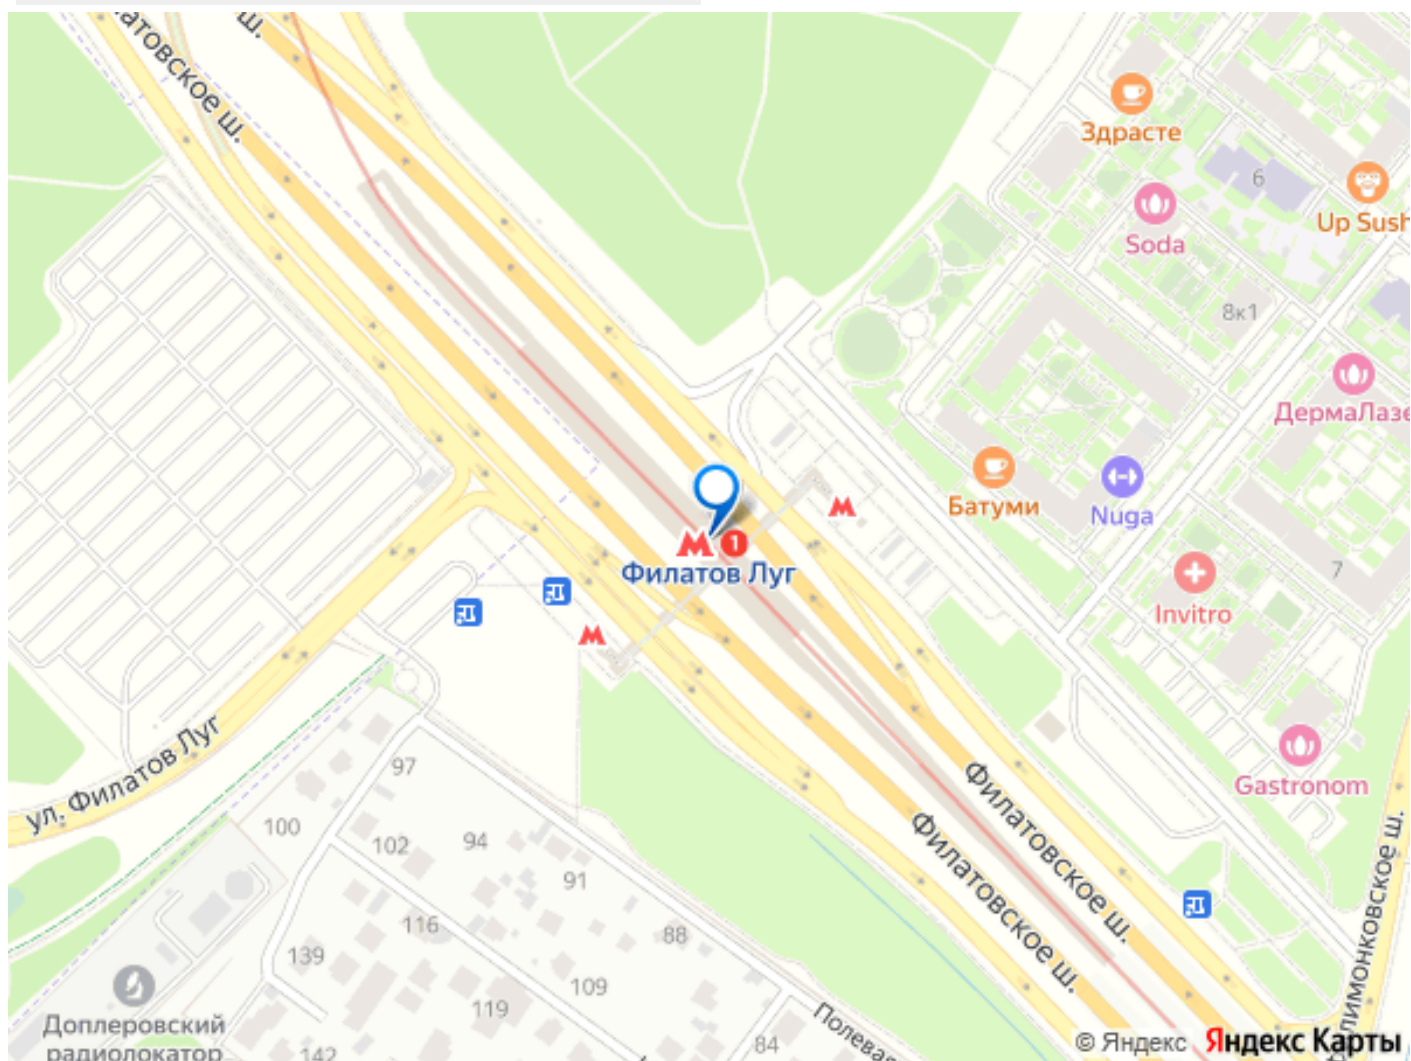 ш.
Филатовское ш.
Здрасте
6
Soda
Up Sush
8к1
ДермаЛазе
Батуми
Nuga
М
М 1
Филатов Луг
7
Invitro
М
Gastronom
ул. Филатов Луг
97
100
102
94
91
Филатовское ш.
Филатовское ш.
116
88
139
109
119
Доплеровский
радиолокатор
142
84
Полевая
лимонковское ш.
© Яндекс Яндекс Карты